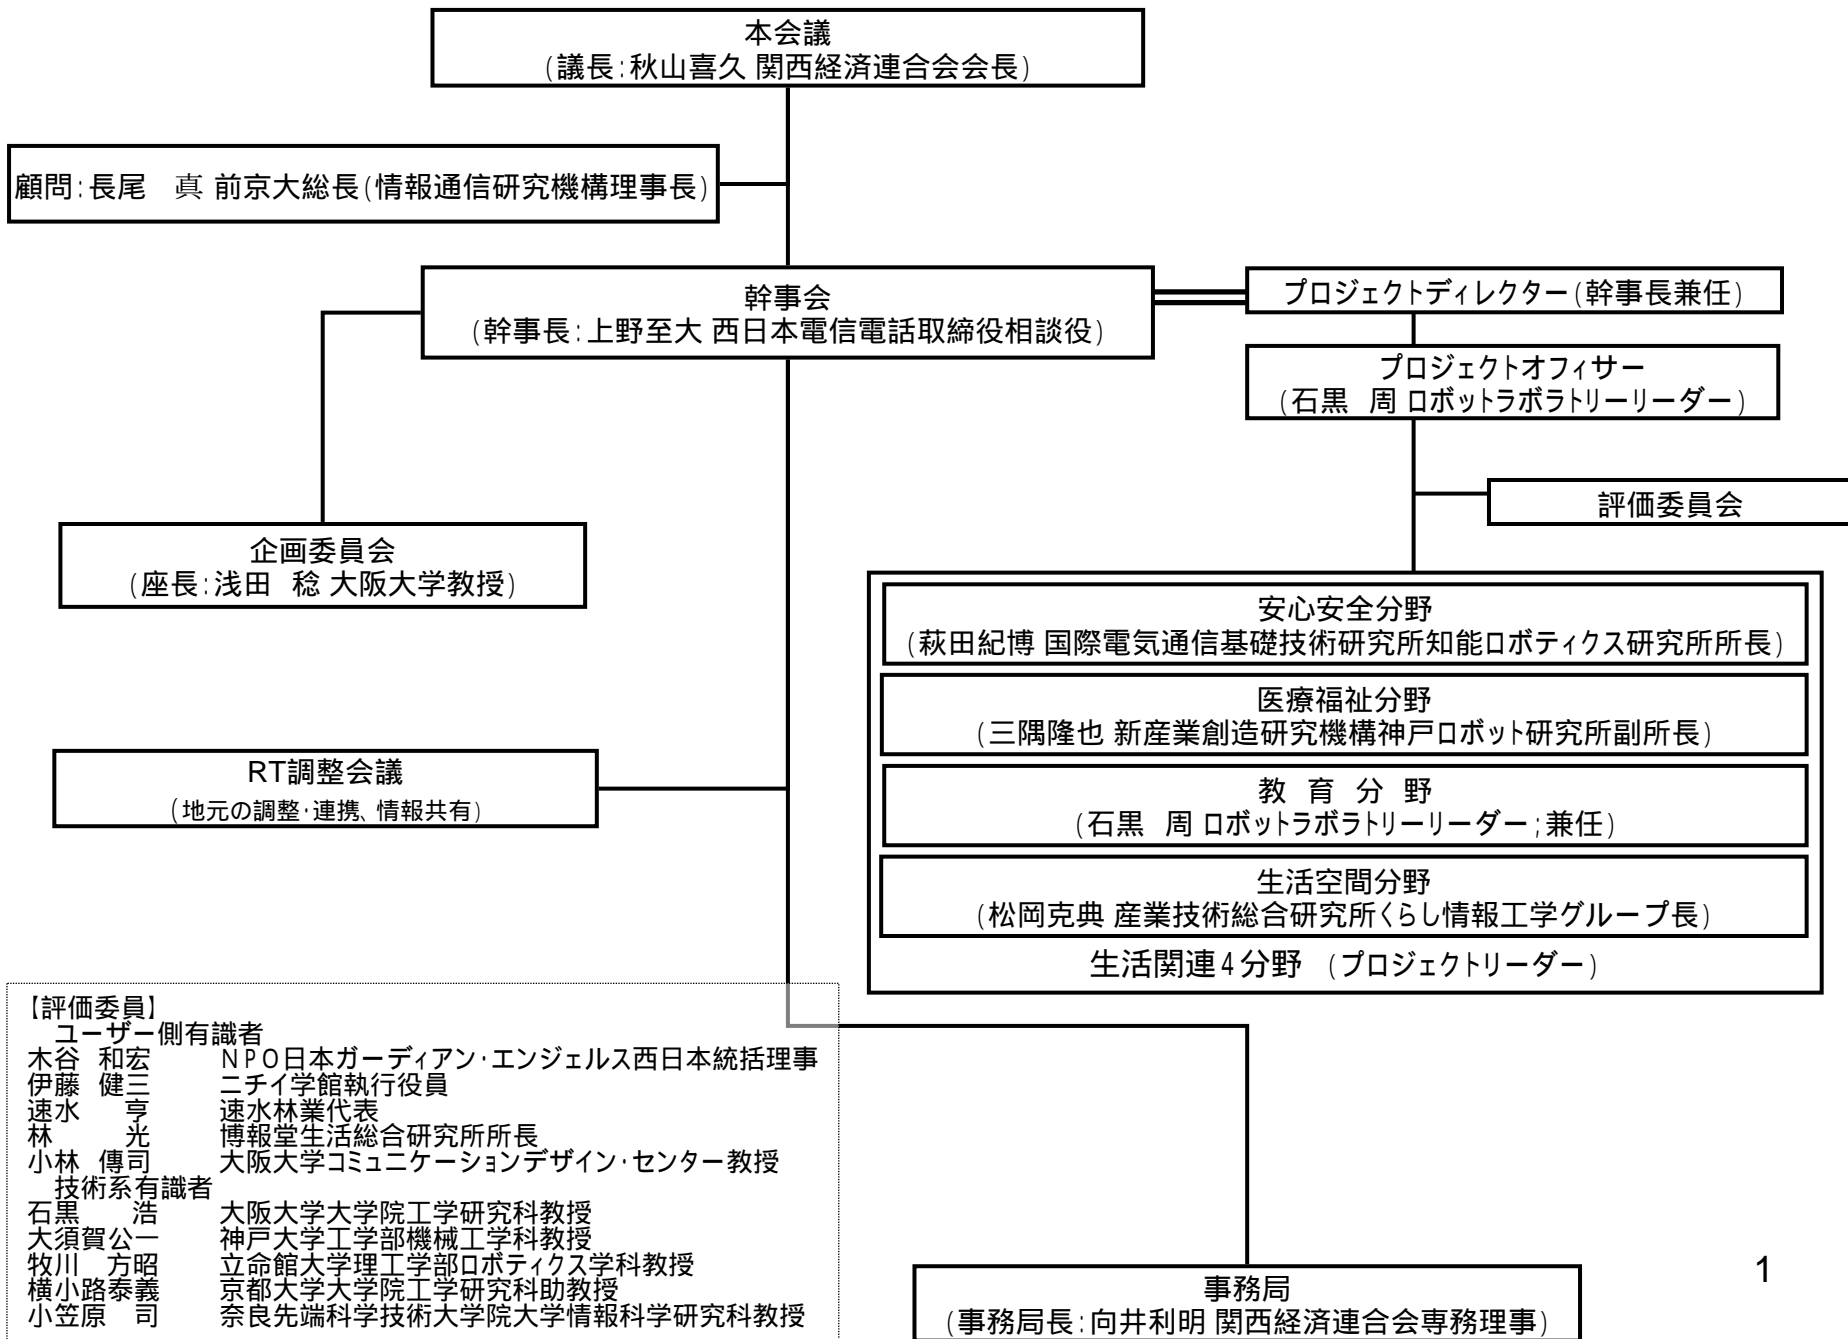 本会議
(議長:秋山喜久 関西経済連合会会長)
顧問:長尾　真 前京大総長(情報通信研究機構理事長)
幹事会
(幹事長:上野至大 西日本電信電話取締役相談役)
プロジェクトディレクター(幹事長兼任)
プロジェクトオフィサー
(石黒　周 ロボットラボラトリーリーダー)
評価委員会
企画委員会
(座長:浅田　稔 大阪大学教授)
安心安全分野
(萩田紀博 国際電気通信基礎技術研究所知能ロボティクス研究所所長)
医療福祉分野
(三隅隆也 新産業創造研究機構神戸ロボット研究所副所長)
教 育 分 野
(石黒　周 ロボットラボラトリーリーダー;兼任)
生活空間分野
(松岡克典 産業技術総合研究所くらし情報工学グループ長)
生活関連4分野　(プロジェクトリーダー)
RT調整会議
(地元の調整・連携、情報共有)
【評価委員】
ユーザー側有識者
木谷　和宏　NPO日本ガーディアン・エンジェルス西日本統括理事
伊藤　健三　ニチイ学館執行役員
速水　亨　速水林業代表
林　光　博報堂生活総合研究所所長
小林　傳司　大阪大学コミュニケーションデザイン・センター教授
技術系有識者
石黒　浩　大阪大学大学院工学研究科教授
大須賀公一　神戸大学工学部機械工学科教授
牧川　方昭　立命館大学理工学部ロボティクス学科教授
横小路泰義　京都大学大学院工学研究科助教授
小笠原　司　奈良先端科学技術大学院大学情報科学研究科教授
事務局
(事務局長:向井利明 関西経済連合会専務理事)
1